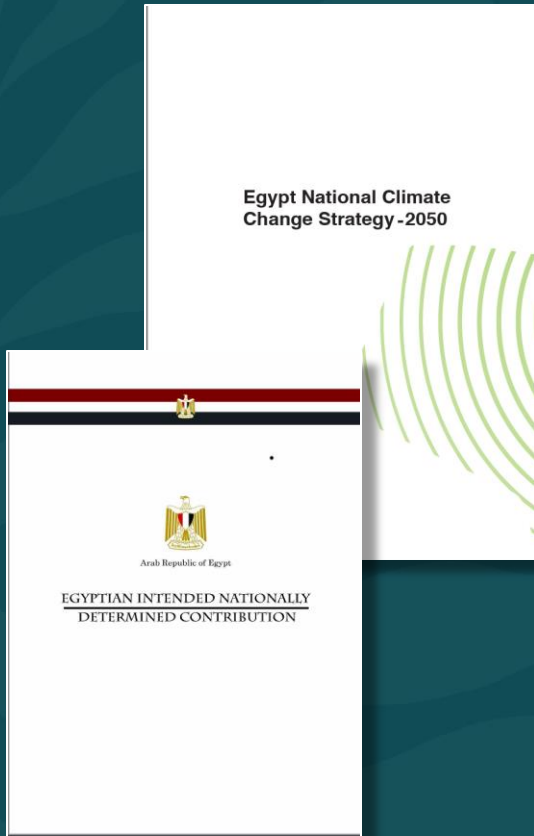 Egypt National Climate
Change Strategy-2050
Arab Republic of Egypt
EGYPTIAN INTENDED NATIONALLY
DETERMINED CONTRIBUTION